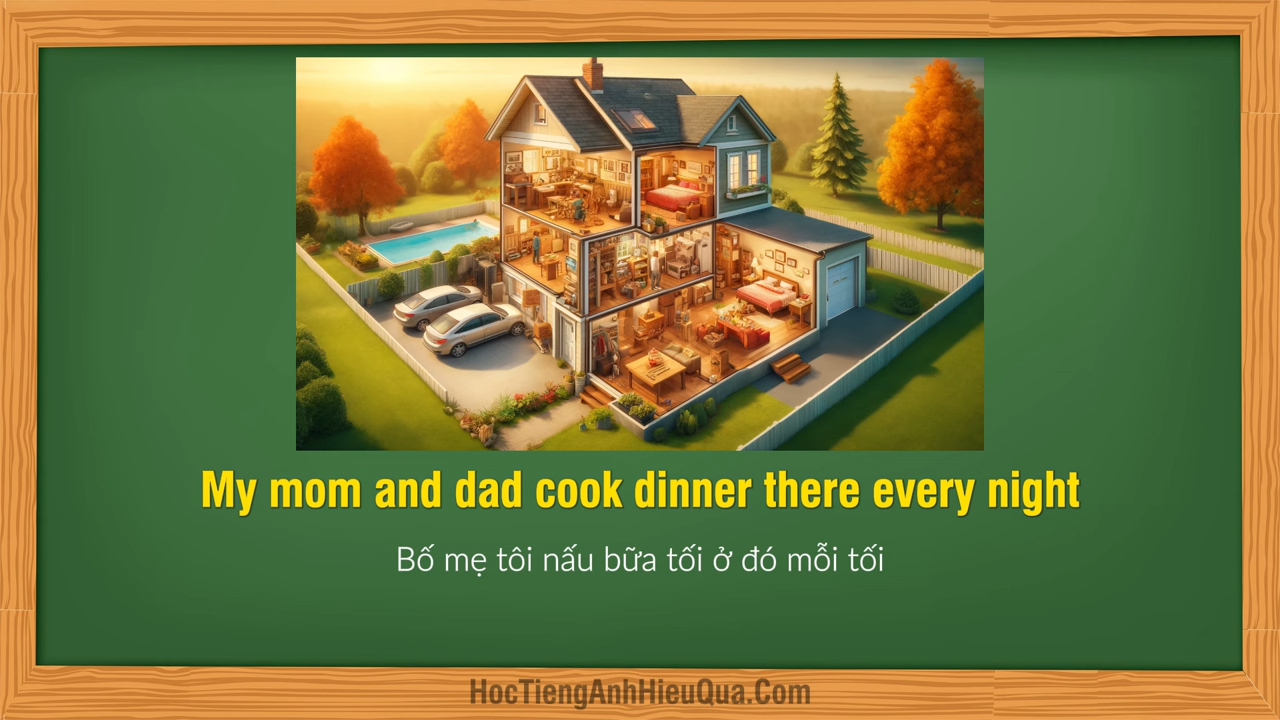 My mom and dad cook dinner there every night
Bố mẹ tôi nấu bữa tối ở đó mỗi tối
HocTiengAnhHieuQua.Com